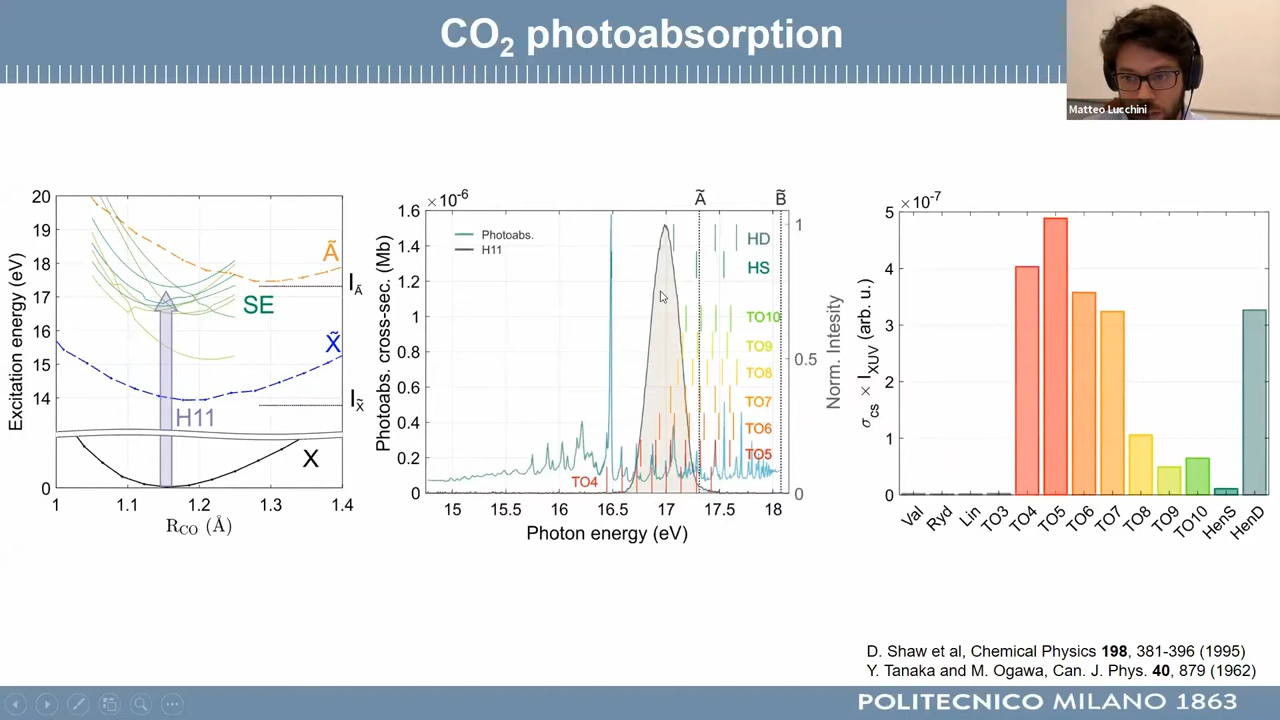 CO₂ photoabsorption
Matteo Lucchini
20
19
18
17
16
15
14
0
Excitation energy (eV)
1
1.1
1.2
1.3
1.4
R_CO (Å)
Ã
I_Ã
SE
X̃
I_X̃
H11
X
×10⁻⁶
Ã
B̃
1.6
1.4
1.2
1
0.8
0.6
0.4
0.2
0
Photoabs. cross-sec. (Mb)
Photoabs.
H11
HD
HS
TO10
TO9
TO8
TO7
TO6
TO5
TO4
1
0.5
0
Norm. Intesity
15
15.5
16
16.5
17
17.5
18
Photon energy (eV)
×10⁻⁷
5
4
3
2
1
0
σ_cs × I_XUV (arb. u.)
Val
Ryd
Lin
TO3
TO4
TO5
TO6
TO7
TO8
TO9
TO10
HenS
HenD
D. Shaw et al, Chemical Physics 198, 381-396 (1995)
Y. Tanaka and M. Ogawa, Can. J. Phys. 40, 879 (1962)
POLITECNICO MILANO 1863